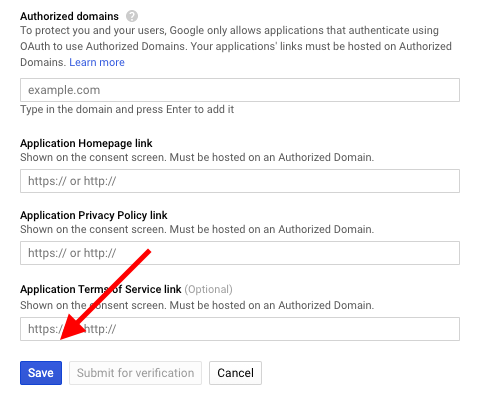 Authorized domains ?
To protect you and your users, Google only allows applications that authenticate using
OAuth to use Authorized Domains. Your applications' links must be hosted on Authorized
Domains. Learn more
example.com
Type in the domain and press Enter to add it
Application Homepage link
Shown on the consent screen. Must be hosted on an Authorized Domain.
https:// or http://
Application Privacy Policy link
Shown on the consent screen. Must be hosted on an Authorized Domain.
https:// or http://
Application Terms of Service link (Optional)
Shown on the consent screen. Must be hosted on an Authorized Domain.
https:// http://
Save Submit for verification Cancel